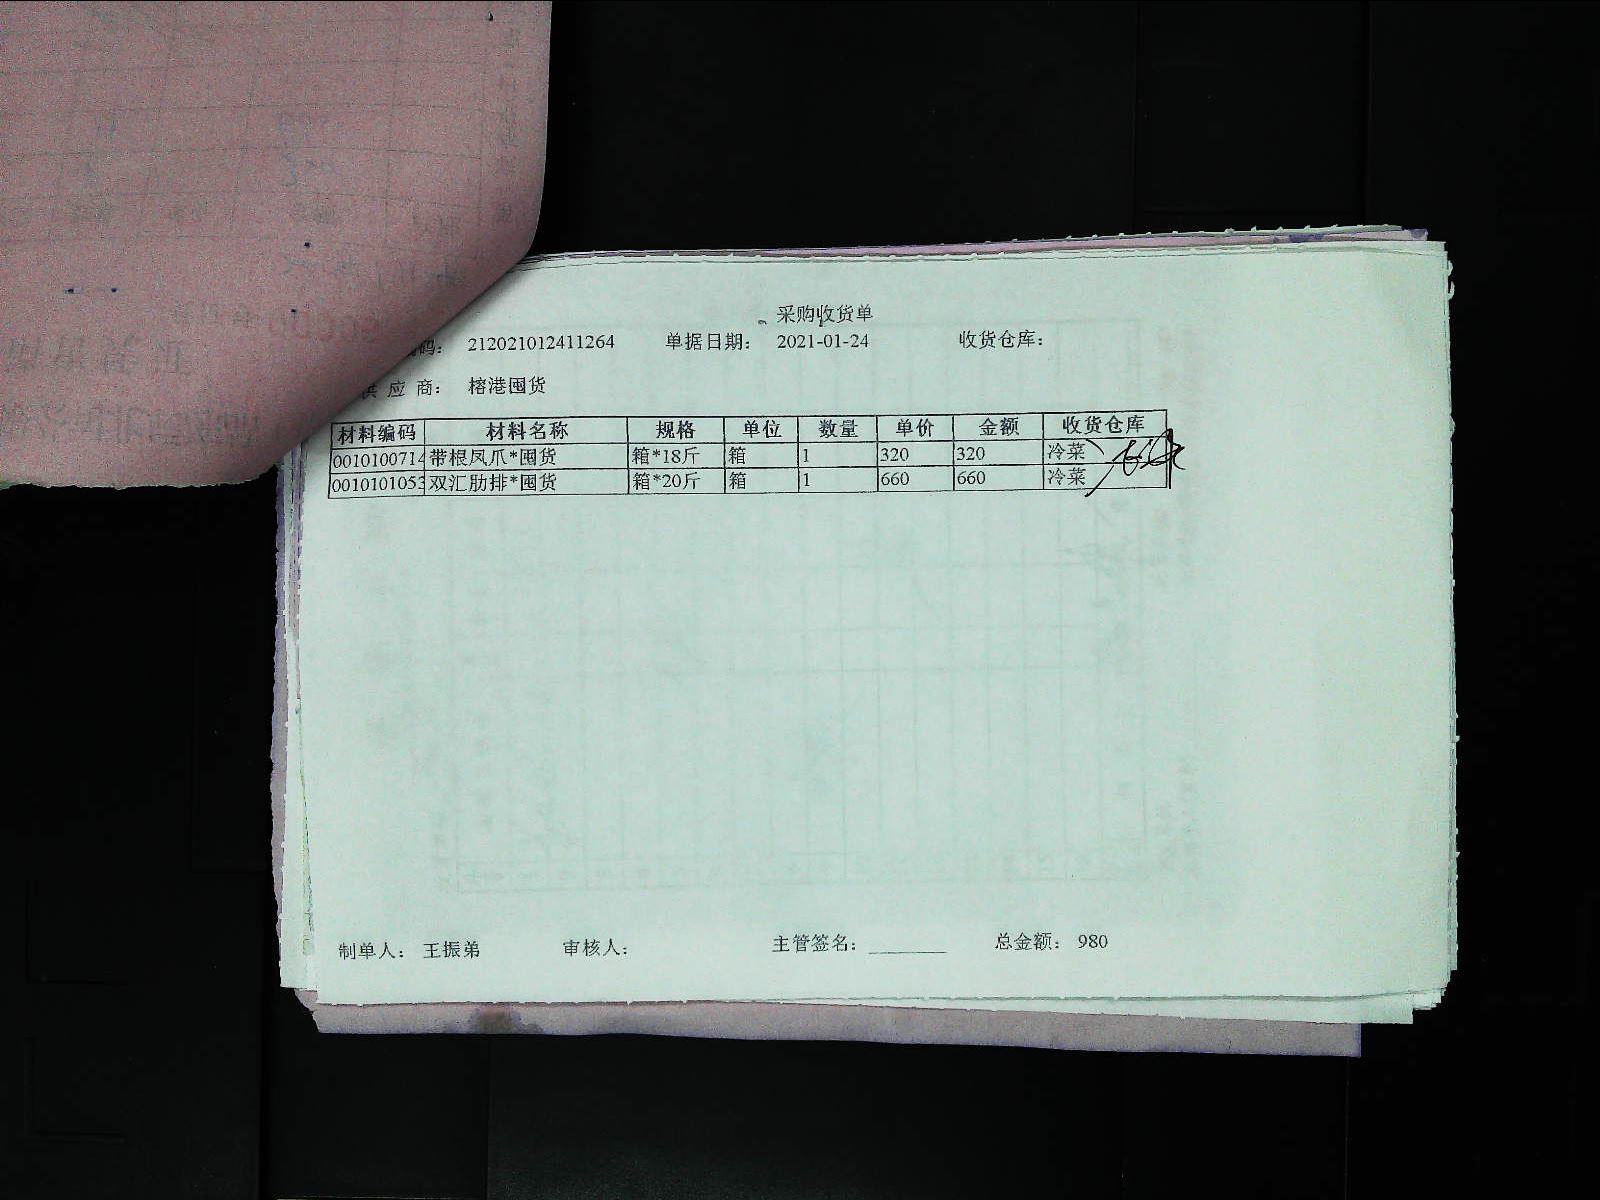 采购收货单
码： 212021012411264 单据日期： 2021-01-24 收货仓库：
供应商： 榕港囤货
材料编码 材料名称 规格 单位 数量 单价 金额 收货仓库
0010100714 带根凤爪*囤货 箱*18斤 箱 1 320 320 冷菜
0010101053 双汇肋排*囤货 箱*20斤 箱 1 660 660 冷菜
制单人： 王振弟 审核人： 主管签名： 总金额： 980